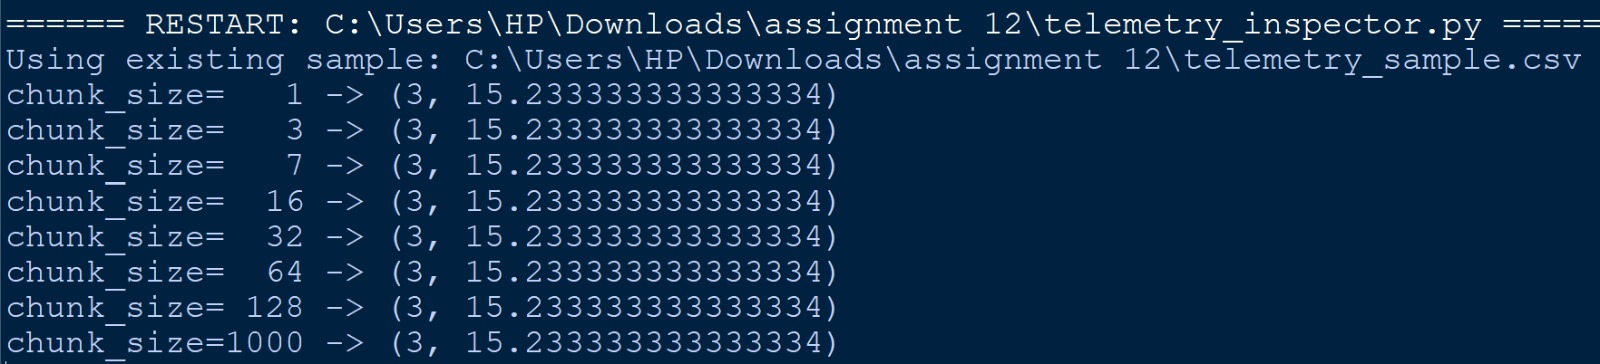 ====== RESTART: C:\Users\HP\Downloads\assignment 12\telemetry_inspector.py =====
Using existing sample: C:\Users\HP\Downloads\assignment 12\telemetry_sample.csv
chunk_size=   1 -> (3, 15.233333333333334)
chunk_size=   3 -> (3, 15.233333333333334)
chunk_size=   7 -> (3, 15.233333333333334)
chunk_size=  16 -> (3, 15.233333333333334)
chunk_size=  32 -> (3, 15.233333333333334)
chunk_size=  64 -> (3, 15.233333333333334)
chunk_size= 128 -> (3, 15.233333333333334)
chunk_size=1000 -> (3, 15.233333333333334)